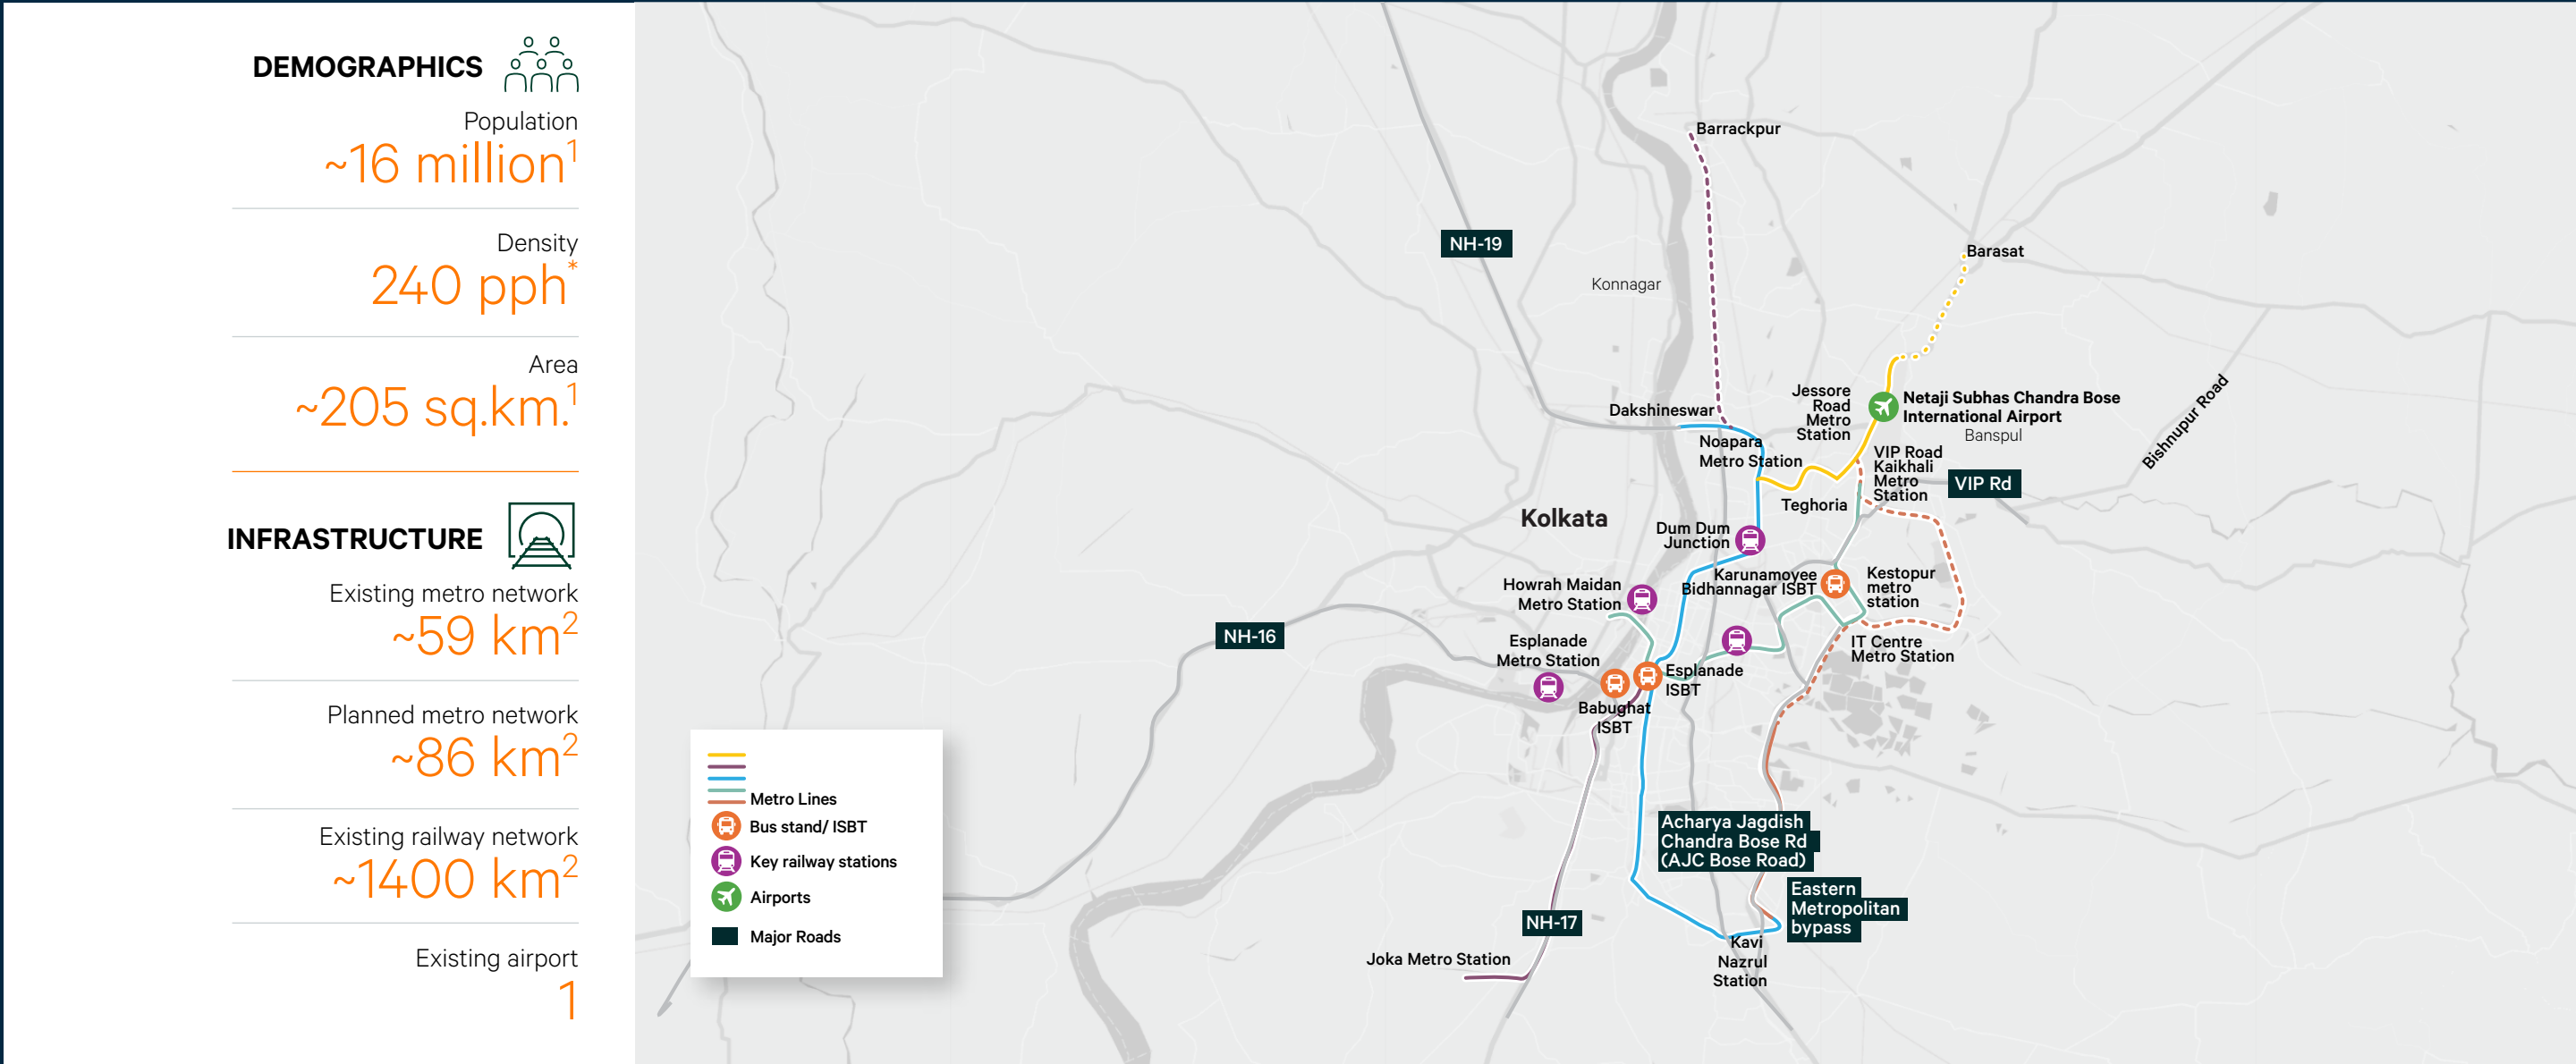 DEMOGRAPHICS
Population
~16 million1
Density
240 pph*
Area
~205 sq.km.1
INFRASTRUCTURE
Existing metro network
~59 km2
Planned metro network
~86 km2
Existing railway network
~1400 km2
Existing airport
1
Barrackpur
NH-19
Barasat
Konnagar
Jessore
Road
Metro
Station
Netaji Subhas Chandra Bose
International Airport
Banspul
Bishnupur Road
Dakshineswar
Noapara
Metro Station
VIP Road
Kaikhali
Metro
Station
VIP Rd
Teghoria
Kolkata
Dum Dum
Junction
Karunamoyee
Bidhannagar ISBT
Kestopur
metro
station
Howrah Maidan
Metro Station
NH-16
Esplanade
Metro Station
IT Centre
Metro Station
Esplanade
ISBT
Babughat
ISBT
Metro Lines
Bus stand/ ISBT
Key railway stations
Airports
Major Roads
Acharya Jagdish
Chandra Bose Rd
(AJC Bose Road)
Eastern
Metropolitan
bypass
NH-17
Kavi
Nazrul
Station
Joka Metro Station